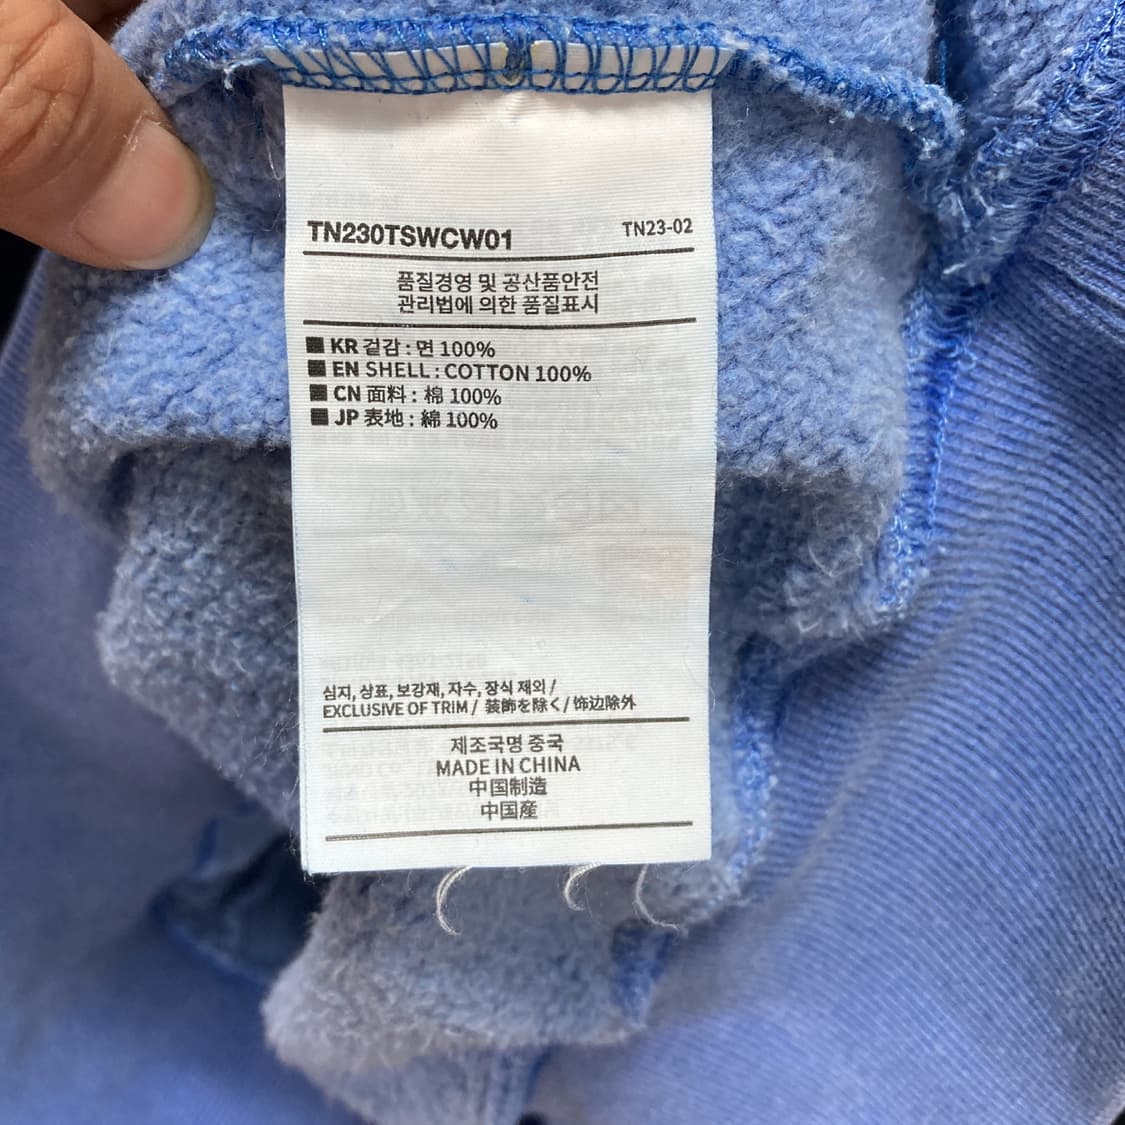 TN230TSWCW01 TN23-02
품질경영 및 공산품안전
관리법에 의한 품질표시
KR 겉감 : 면 100%
EN SHELL : COTTON 100%
CN 面料 : 棉 100%
JP 表地 : 綿 100%
심지, 상표, 보강재, 자수, 장식 제외 /
EXCLUSIVE OF TRIM / 装飾を除く / 饰边除外
제조국명 중국
MADE IN CHINA
中国制造
中国産